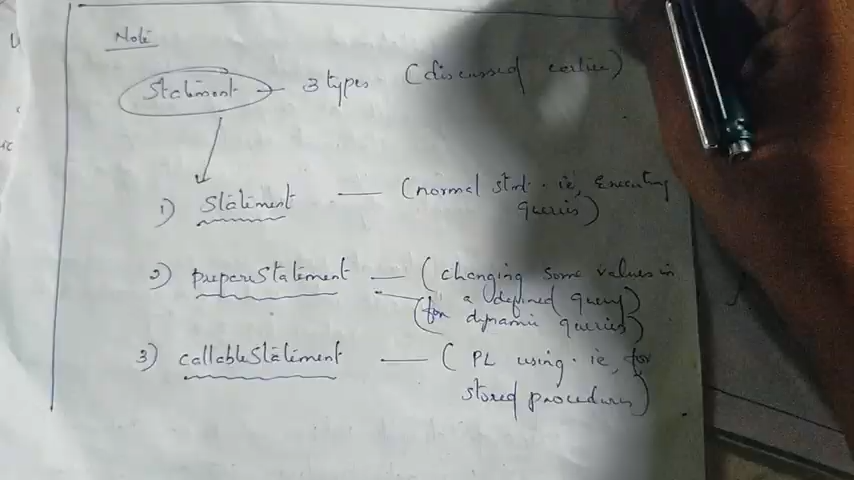 Note
Statement → 3 types (discussed earlier)
1) Statement — (normal stmt. ie, Executing
queries)
2) prepareStatement — (changing some values in
a defined query)
(for dynamic queries)
3) callableStatement — (PL using. ie, for
stored procedures)